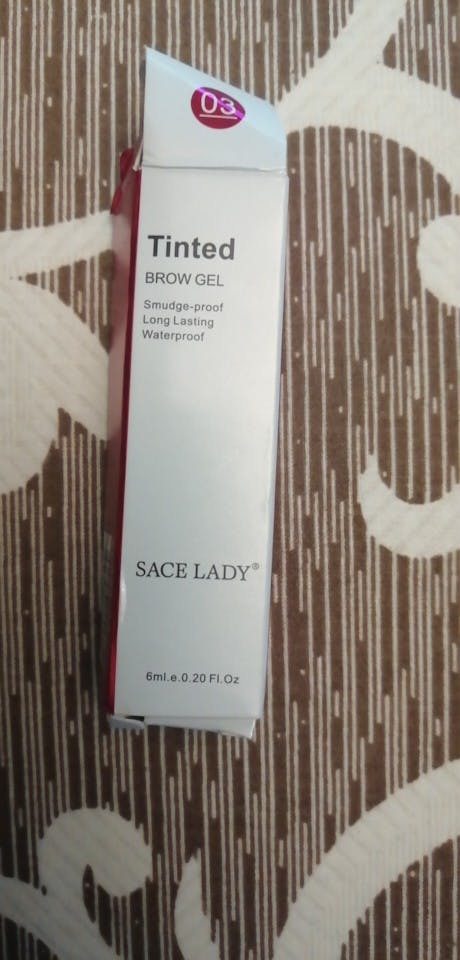 03
Tinted
BROW GEL
Smudge-proof
Long Lasting
Waterproof
SACE LADY®
6ml.e.0.20 Fl.Oz